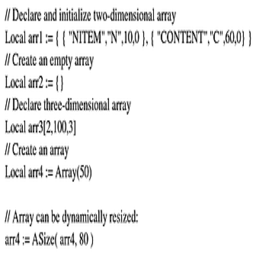 // Declare and initialize two-dimensional array
Local arr1 := { { "NITEM","N",10,0 }, { "CONTENT","C",60,0} }
// Create an empty array
Local arr2 := { }
// Declare three-dimensional array
Local arr3[2,100,3]
// Create an array
Local arr4 := Array(50)
// Array can be dynamically resized:
arr4 := ASize( arr4, 80 )